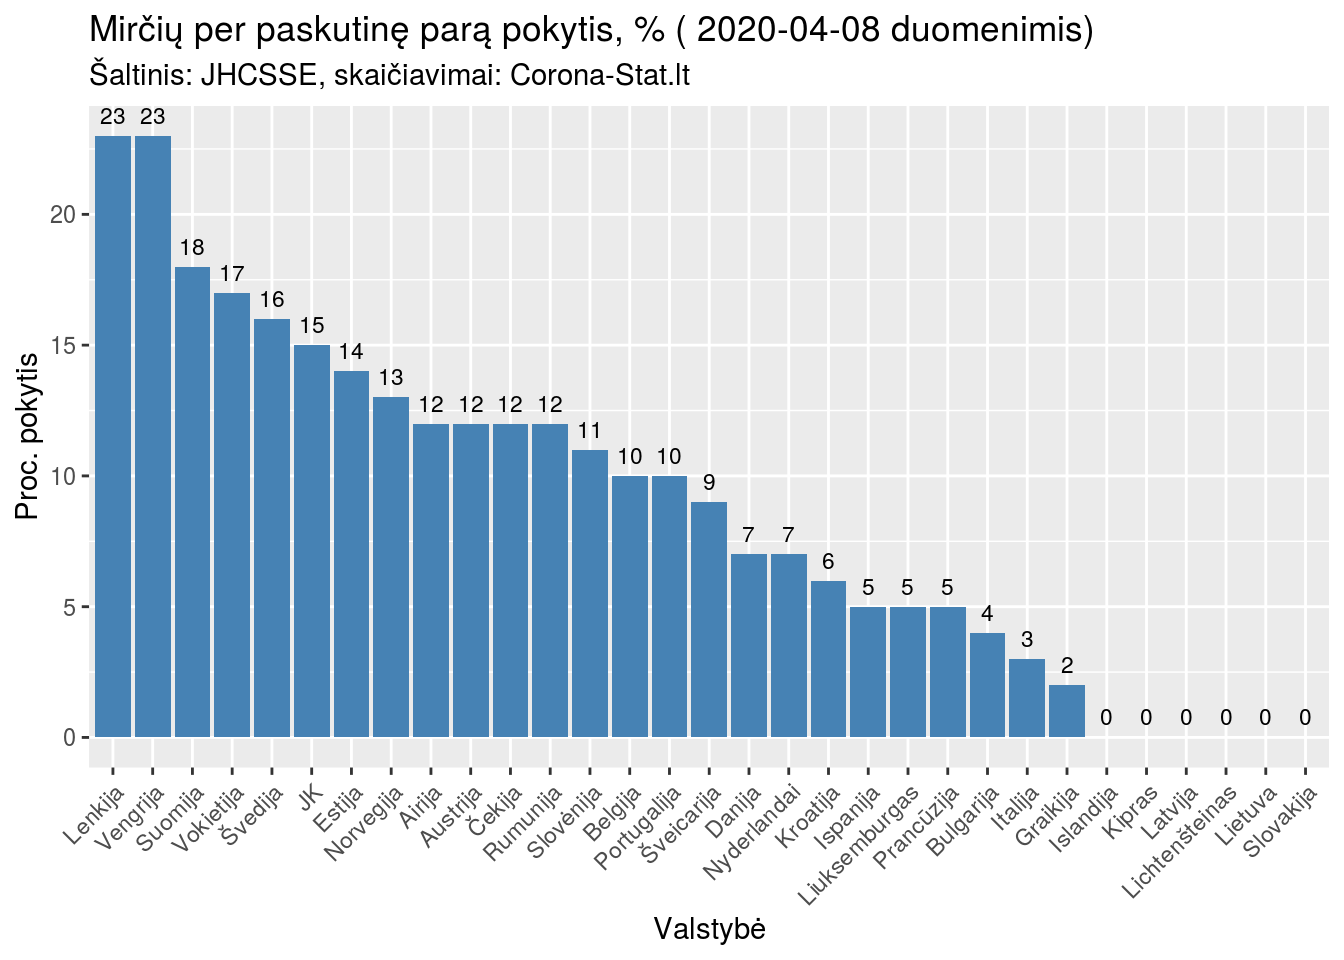 Mirčių per paskutinę parą pokytis, % ( 2020-04-08 duomenimis)
Šaltinis: JHCSSE, skaičiavimai: Corona-Stat.lt
23 23 18 17 16 15 14 13 12 12 12 12 11 10 10 9 7 7 6 5 5 5 4 3 2 0 0 0 0 0 0
20
15
10
5
0
Proc. pokytis
Lenkija Vengrija Suomija Vokietija Švedija JK Estija Norvegija Airija Austrija Čekija Rumunija Slovėnija Belgija Portugalija Šveicarija Danija Nyderlandai Kroatija Ispanija Liuksemburgas Prancūzija Bulgarija Italija Graikija Islandija Kipras Latvija Lichtenšteinas Lietuva Slovakija
Valstybė